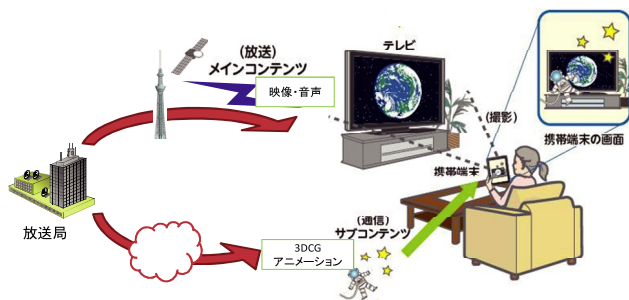 (放送)
メインコンテンツ
映像・音声
テレビ
(撮影)
携帯端末の画面
携帯端末
放送局
(通信)
サブコンテンツ
3DCG
アニメーション